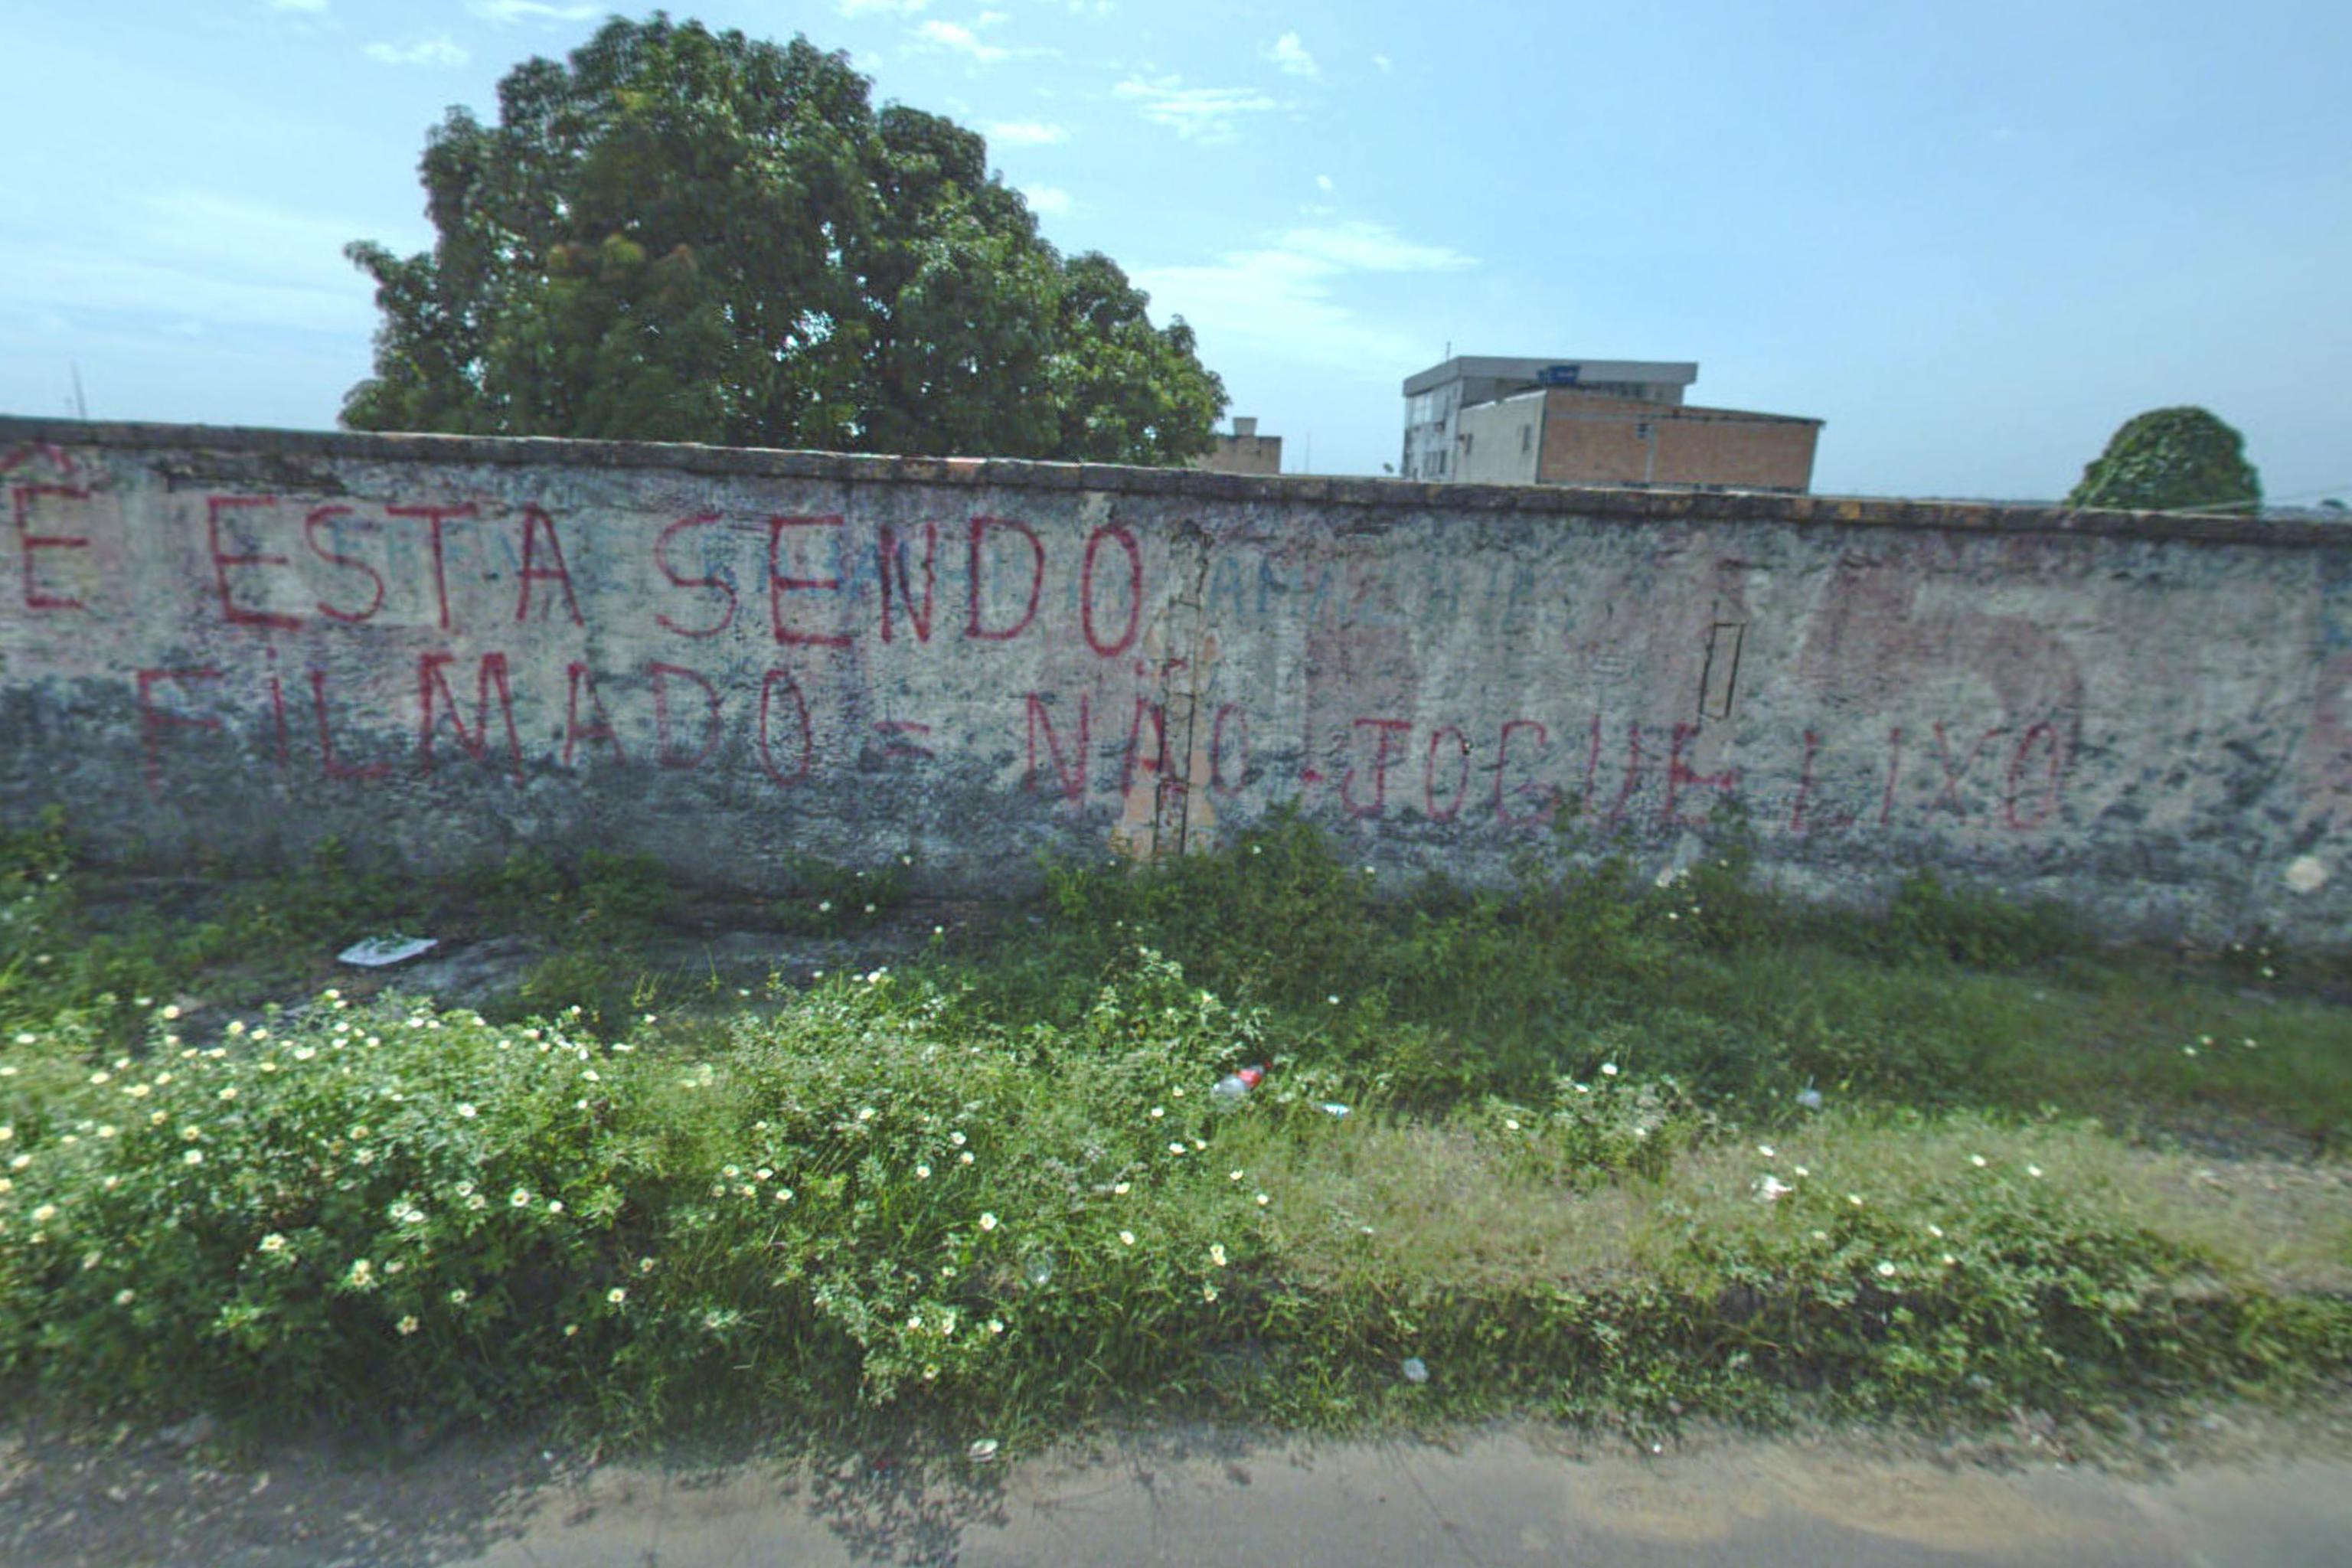 Ê ESTA SENDO
FILMADO = NÃO JOGUE LIXO